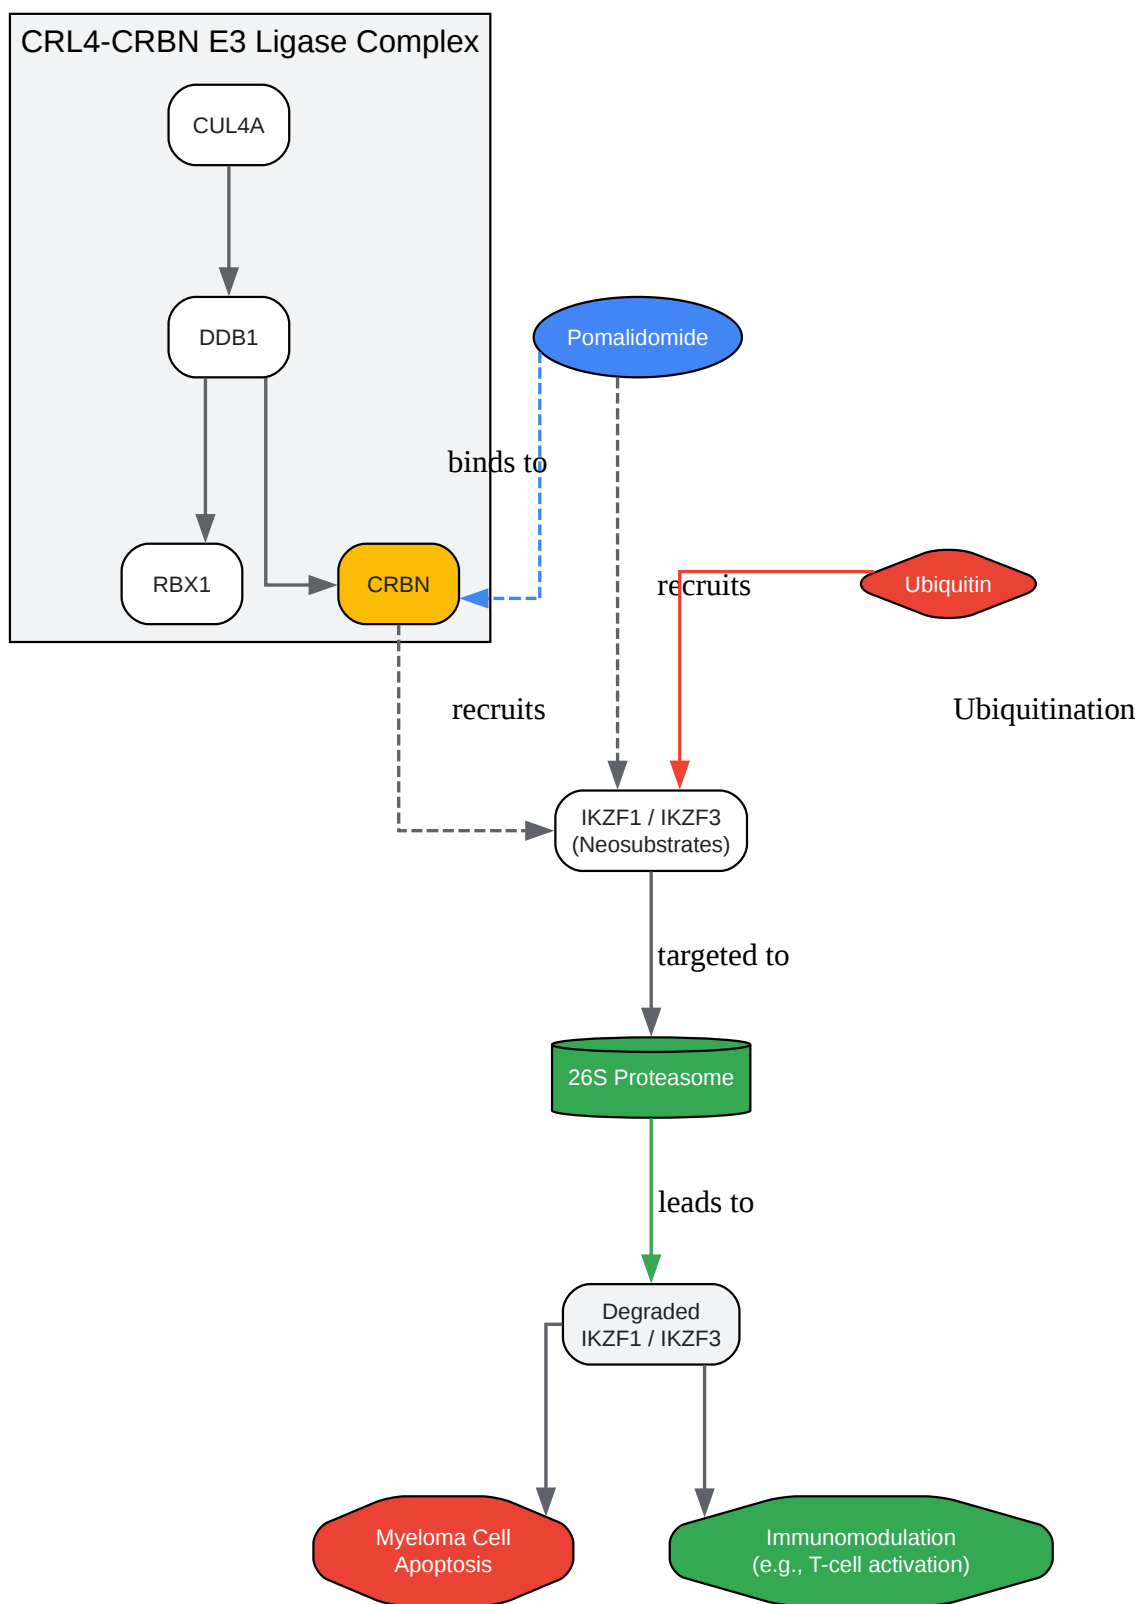 CRL4-CRBN E3 Ligase Complex
CUL4A
DDB1
Pomalidomide
binds to
RBX1
CRBN
recruits
Ubiquitin
recruits
Ubiquitination
IKZF1 / IKZF3
(Neosubstrates)
targeted to
26S Proteasome
leads to
Degraded
IKZF1 / IKZF3
Myeloma Cell
Apoptosis
Immunomodulation
(e.g., T-cell activation)